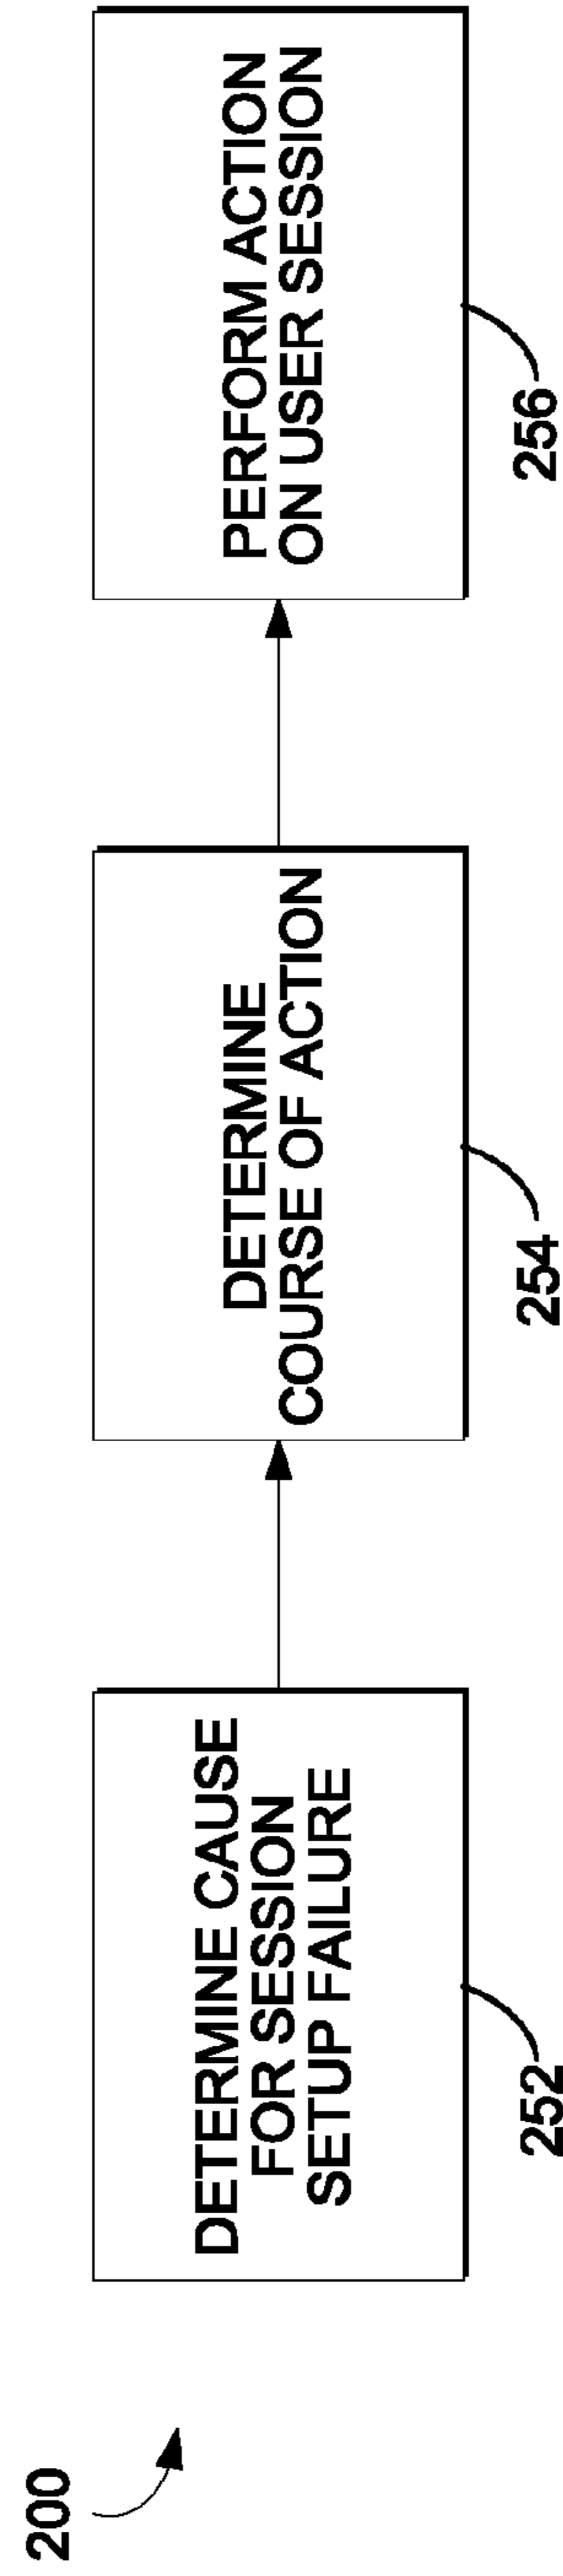 200
DETERMINE CAUSE
FOR SESSION
SETUP FAILURE
252
DETERMINE
COURSE OF ACTION
254
PERFORM ACTION
ON USER SESSION
256